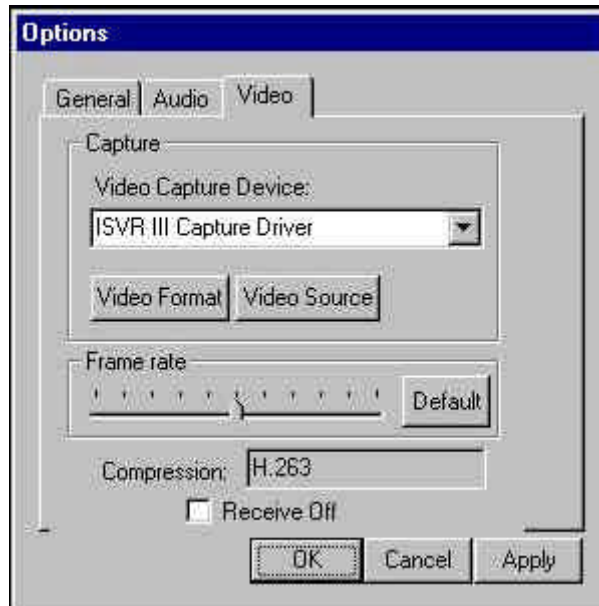 Options
General Audio Video
Capture
Video Capture Device:
ISVR III Capture Driver
Video Format Video Source
Frame rate
Default
Compression: H.263
Receive Off
OK Cancel Apply